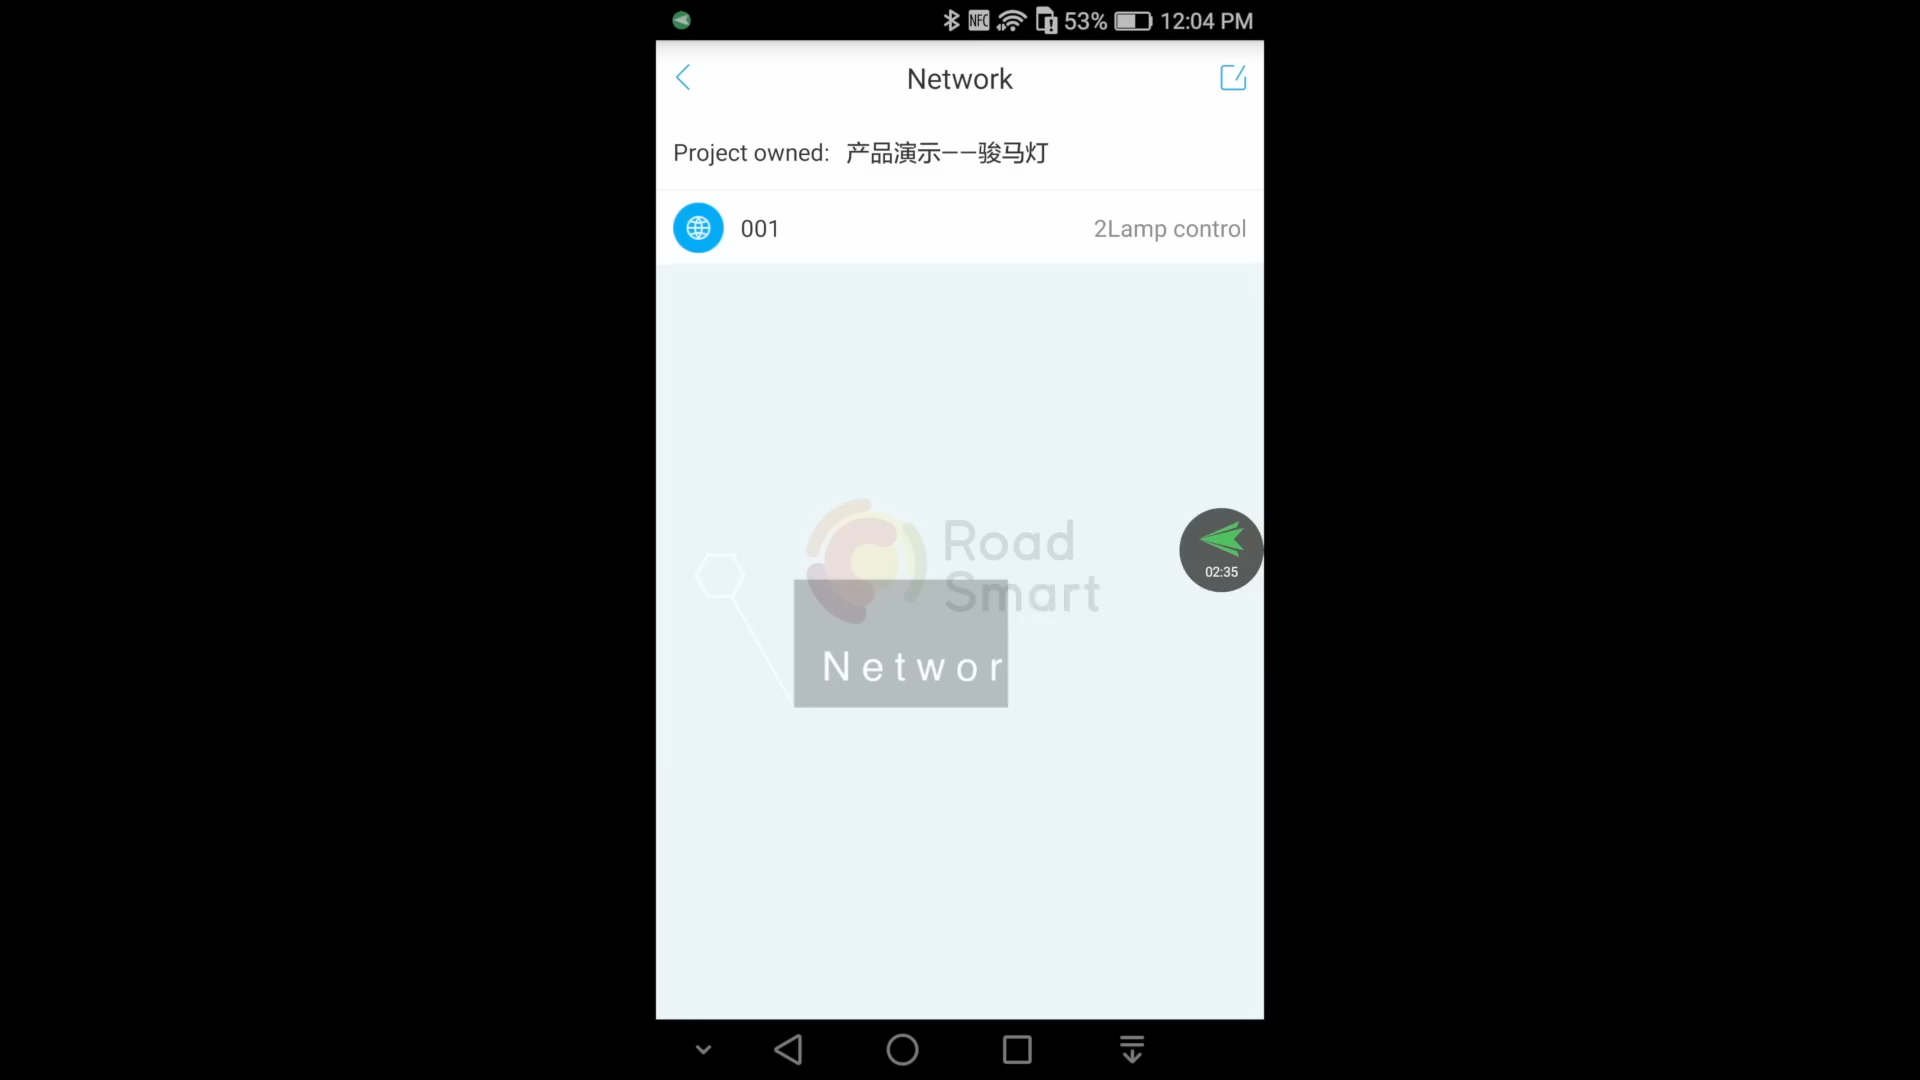 NFC 53% 12:04 PM
Network
Project owned: 产品演示——骏马灯
001 2Lamp control
Road
Smart
02:35
Networ